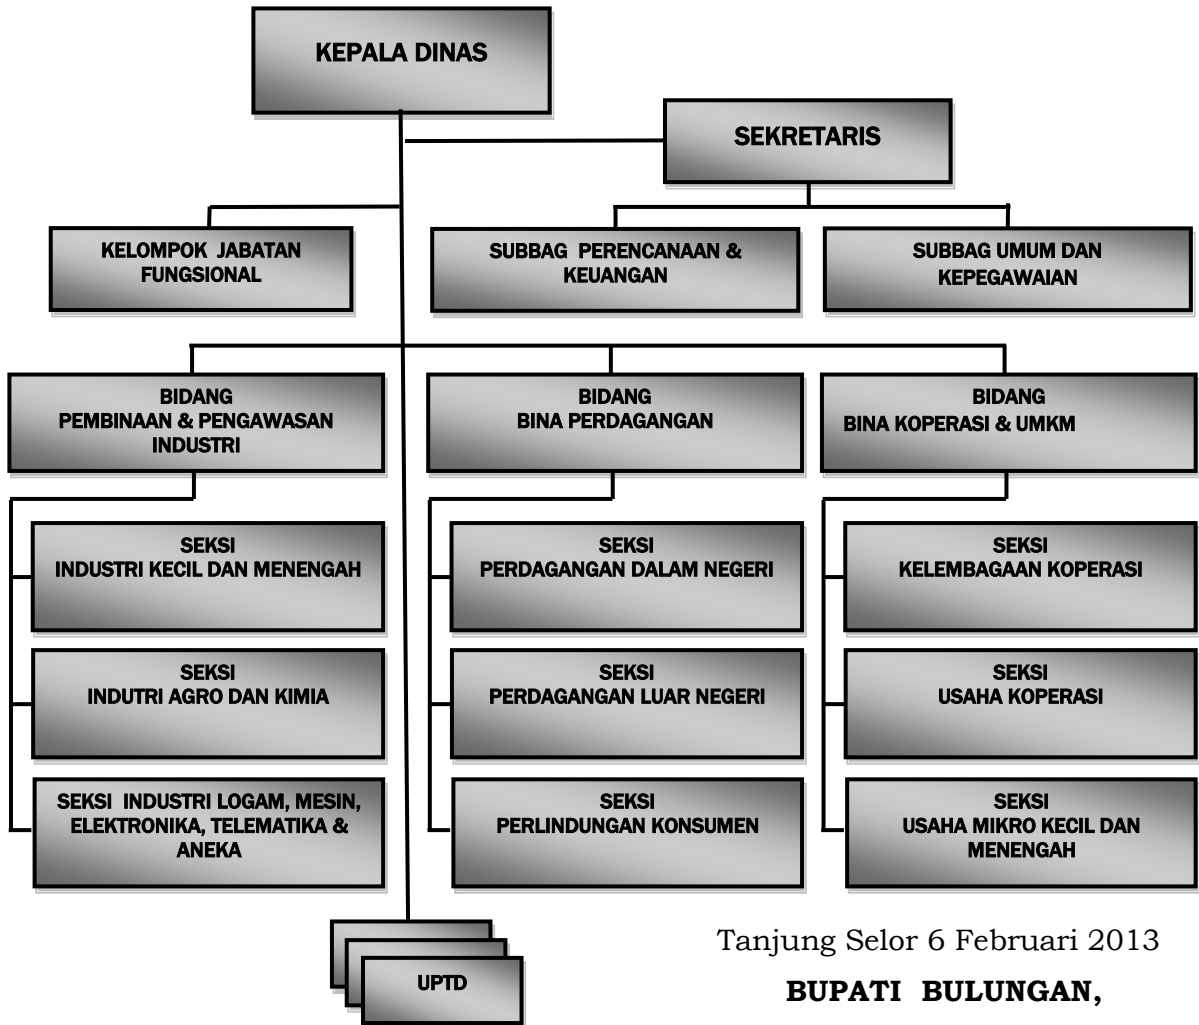 KEPALA DINAS
SEKRETARIS
KELOMPOK JABATAN
FUNGSIONAL
SUBBAG PERENCANAAN &
KEUANGAN
SUBBAG UMUM DAN
KEPEGAWAIAN
BIDANG
PEMBINAAN & PENGAWASAN
INDUSTRI
BIDANG
BINA PERDAGANGAN
BIDANG
BINA KOPERASI & UMKM
SEKSI
INDUSTRI KECIL DAN MENENGAH
SEKSI
PERDAGANGAN DALAM NEGERI
SEKSI
KELEMBAGAAN KOPERASI
SEKSI
INDUTRI AGRO DAN KIMIA
SEKSI
PERDAGANGAN LUAR NEGERI
SEKSI
USAHA KOPERASI
SEKSI INDUSTRI LOGAM, MESIN,
ELEKTRONIKA, TELEMATIKA &
ANEKA
SEKSI
PERLINDUNGAN KONSUMEN
SEKSI
USAHA MIKRO KECIL DAN
MENENGAH
UPTD
Tanjung Selor 6 Februari 2013
BUPATI BULUNGAN,